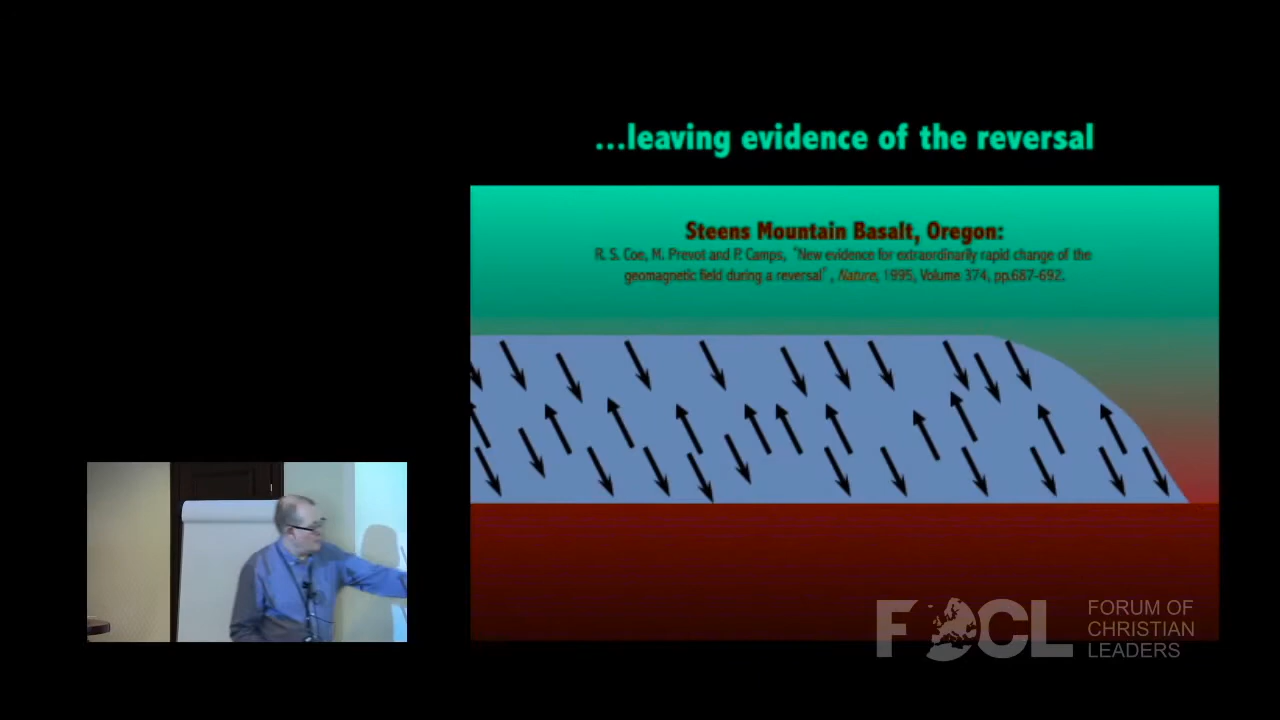 ...leaving evidence of the reversal
Steens Mountain Basalt, Oregon:
R. S. Coe, M. Prevot and P. Camps, "New evidence for extraordinarily rapid change of the
geomagnetic field during a reversal", Nature, 1995, Volume 374, pp.687-692.
FOCL
FORUM OF
CHRISTIAN
LEADERS